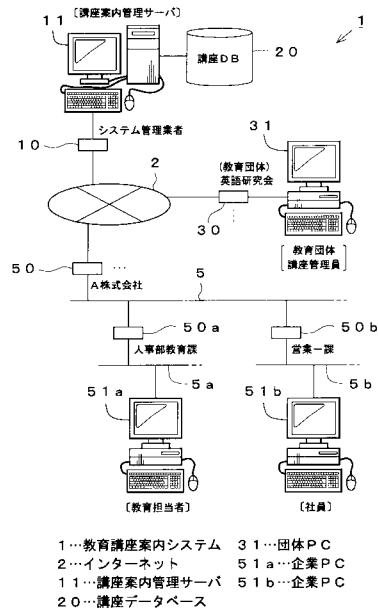 〔講座案内管理サーバ〕
11
1
講座DB
20
システム管理業者
10
31
2
(教育団体)
英語研究会
30
〔教育団体
講座管理員〕
50
A株式会社
5
50a
50b
人事部教育課
営業一課
51a
5a
51b
5b
〔教育担当者〕
〔社員〕
1…教育講座案内システム 31…団体PC
2…インターネット 51a…企業PC
11…講座案内管理サーバ 51b…企業PC
20…講座データベース